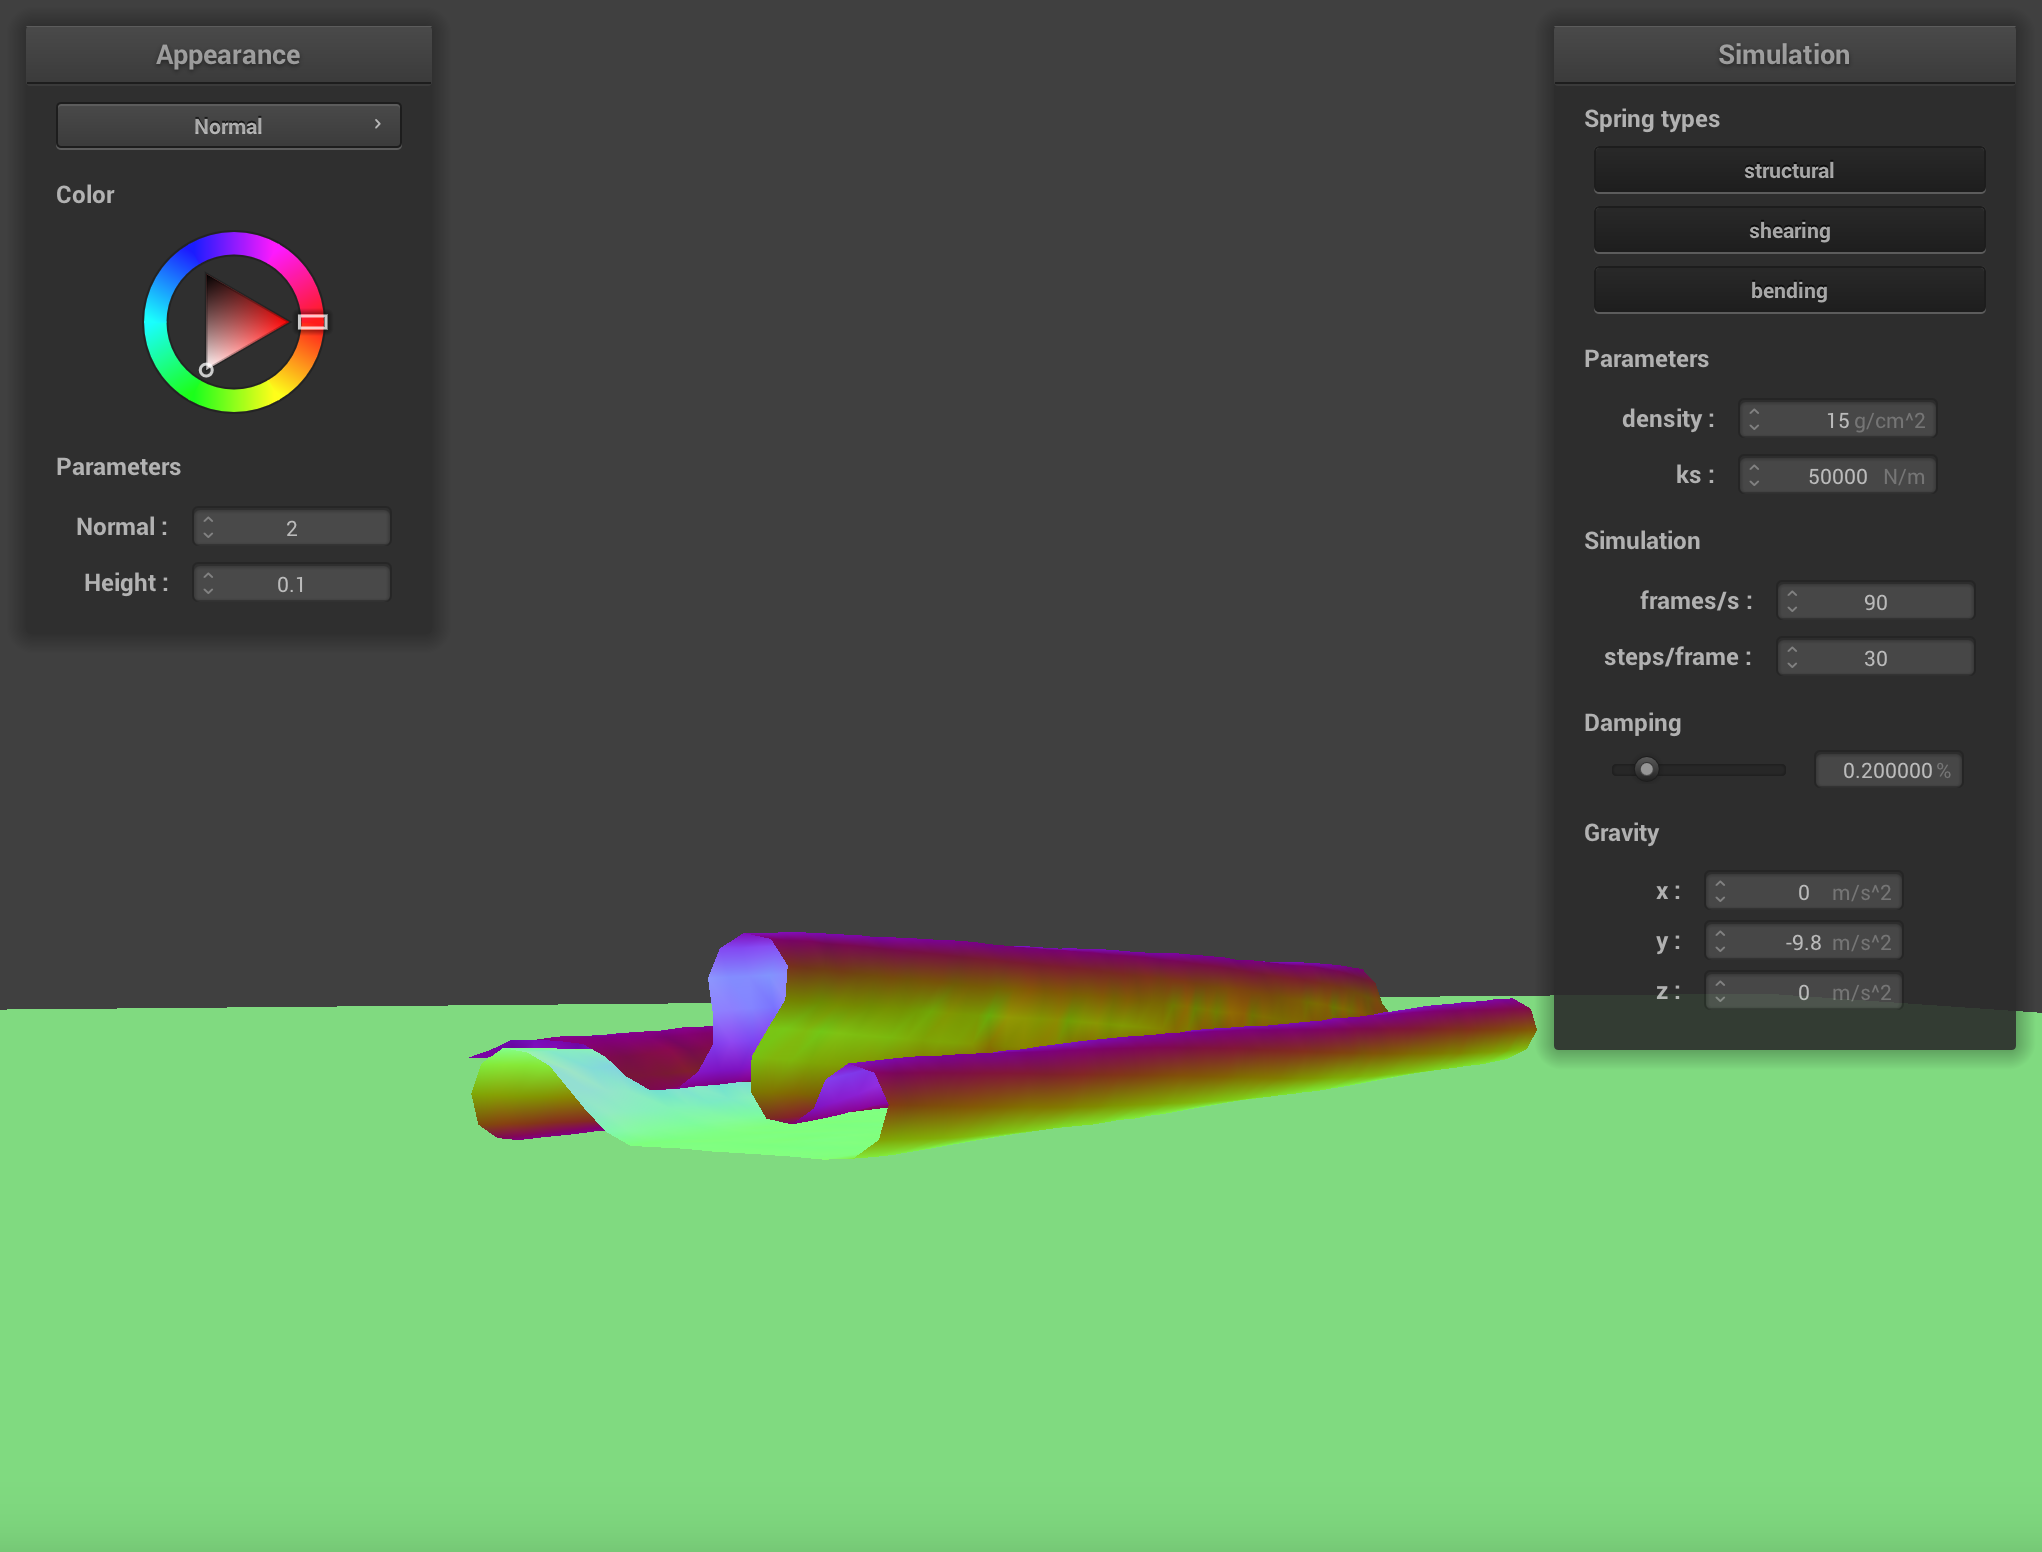 Appearance
Normal
Color
Parameters
Normal :
2
Height :
0.1
Simulation
Spring types
structural
shearing
bending
Parameters
density :
15 g/cm^2
ks :
50000 N/m
Simulation
frames/s :
90
steps/frame :
30
Damping
0.200000 %
Gravity
x :
0 m/s^2
y :
-9.8 m/s^2
z :
0 m/s^2